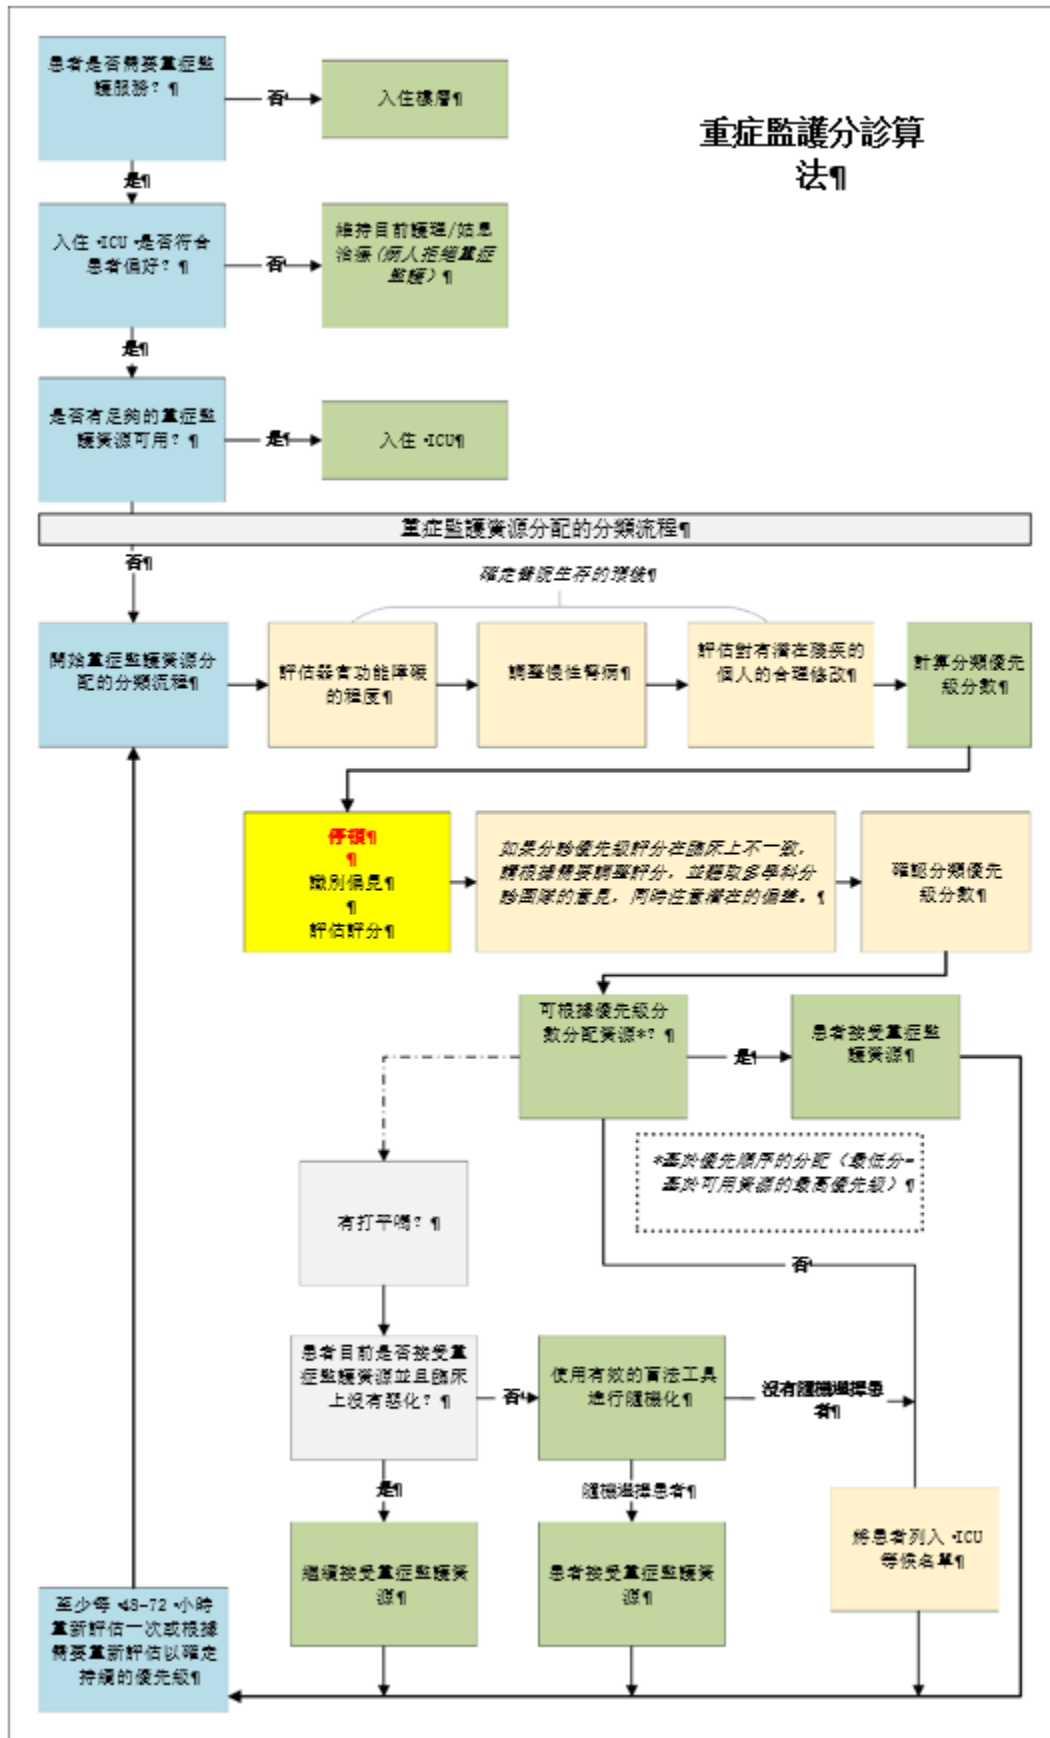 患者是否需要重症監
護服務？¶
否¶
入住樓層¶
重症監護分診算
法¶
是¶
入住·ICU·是否符合
患者偏好？¶
否¶
維持目前護理/姑息
治療(病人拒絕重症
監護)¶
是¶
是否有足夠的重症監
護資源可用？¶
是¶
入住·ICU¶
重症監護資源分配的分類流程¶
否¶
確定醫院生存的預後¶
開始重症監護資源分
配的分類流程¶
評估器官功能障礙
的程度¶
調整慢性腎病¶
評估對有潛在殘疾的
個人的合理修改¶
計算分類優先
級分數¶
停頓¶
¶
識別偏見¶
¶
評估評分¶
如果分診優先級評分在臨床上不一致，
請根據需要調整評分，並聽取多學科分
診團隊的意見，同時注意潛在的偏差。¶
確認分類優先
級分數¶
可根據優先級分
數分配資源*？¶
是¶
患者接受重症監
護資源¶
*基於優先順序的分配（最低分=
基於可用資源的最高優先級）¶
有打平嗎？¶
否¶
患者目前是否接受重
症監護資源並且臨床
上沒有惡化？¶
否¶
使用有效的盲法工具
進行隨機化¶
沒有隨機選擇患
者¶
是¶
隨機選擇患者¶
繼續接受重症監護資
源¶
患者接受重症監護資
源¶
將患者列入·ICU
等候名單¶
至少每·48-72·小時
重新評估一次或根據
需要重新評估以確定
持續的優先級¶